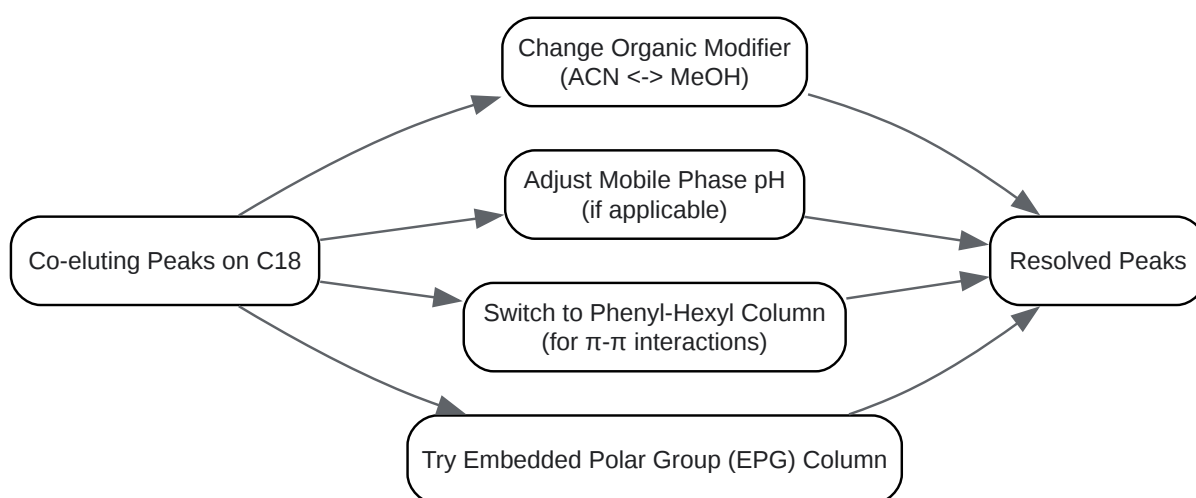 Change Organic Modifier
(ACN <-> MeOH)
Adjust Mobile Phase pH
(if applicable)
Co-eluting Peaks on C18
Resolved Peaks
Switch to Phenyl-Hexyl Column
(for π-π interactions)
Try Embedded Polar Group (EPG) Column